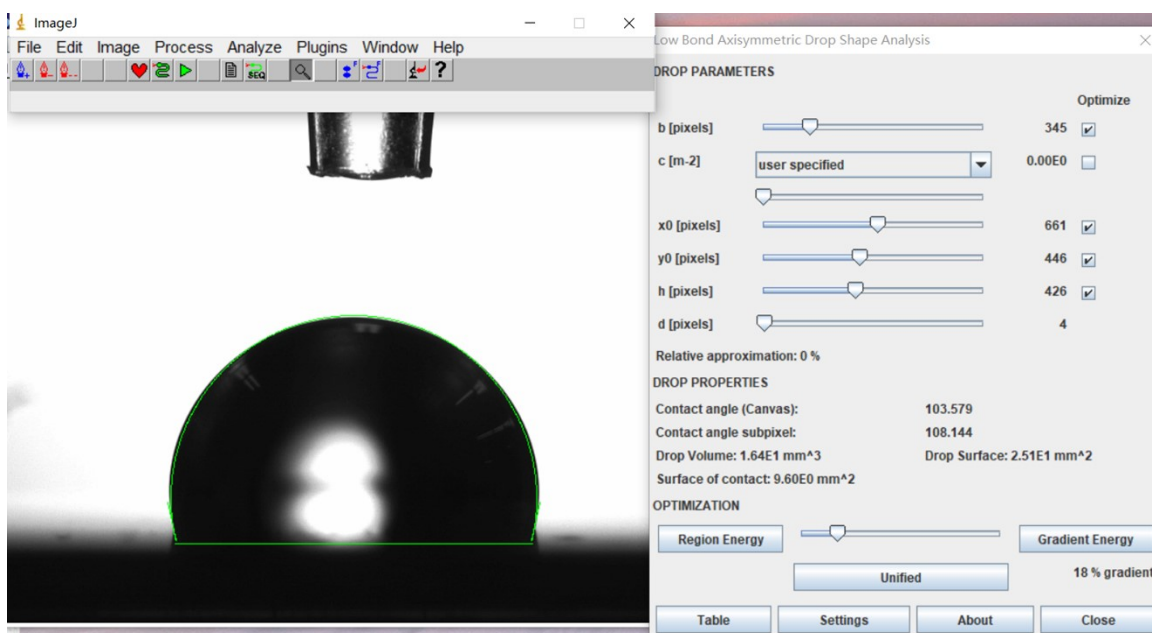 ImageJ
File Edit Image Process Analyze Plugins Window Help
SEQ
F
F
?
Low Bond Axisymmetric Drop Shape Analysis
DROP PARAMETERS
Optimize
b [pixels] 345
c [m-2] user specified 0.00E0
x0 [pixels] 661
y0 [pixels] 446
h [pixels] 426
d [pixels] 4
Relative approximation: 0 %
DROP PROPERTIES
Contact angle (Canvas): 103.579
Contact angle subpixel: 108.144
Drop Volume: 1.64E1 mm^3 Drop Surface: 2.51E1 mm^2
Surface of contact: 9.60E0 mm^2
OPTIMIZATION
Region Energy Gradient Energy
Unified 18 % gradient
Table Settings About Close